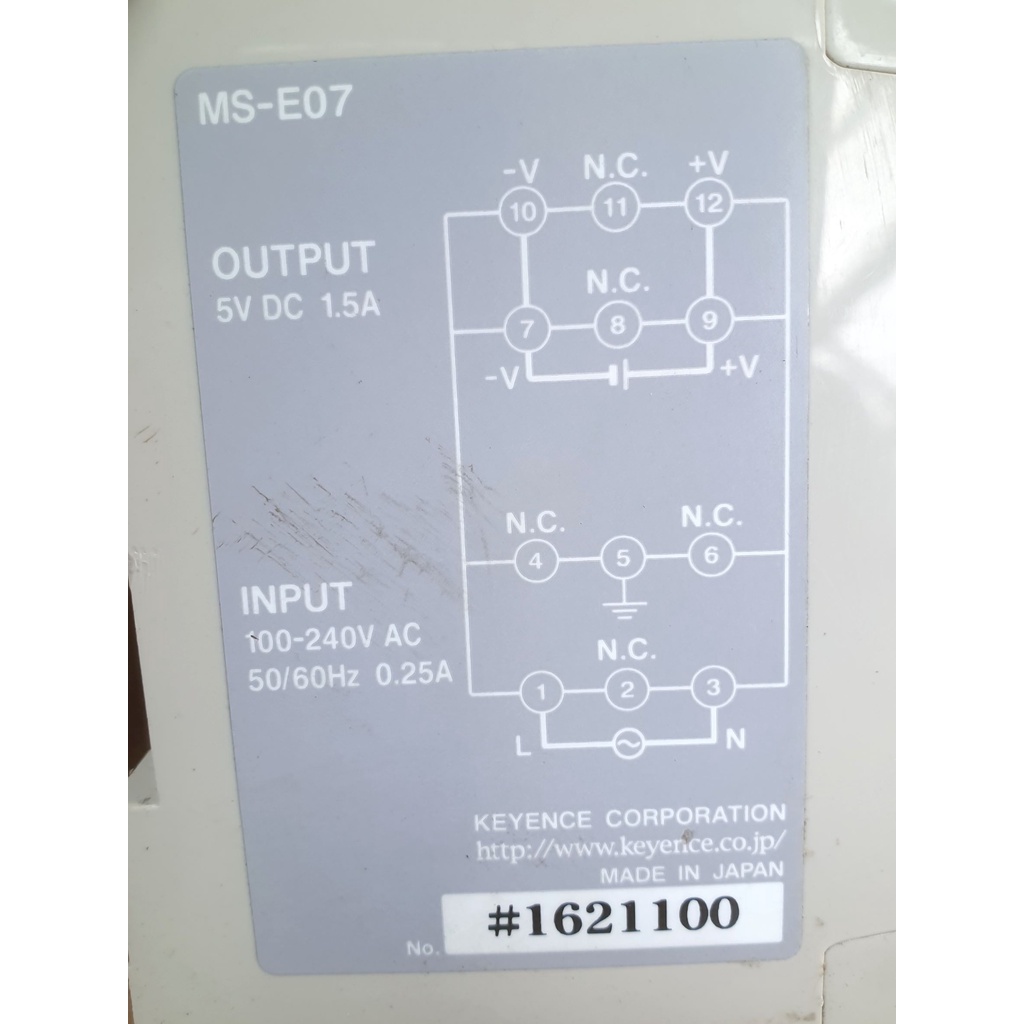 MS-E07
-V N.C. +V
10 11 12
OUTPUT
5V DC 1.5A
N.C.
7 8 9
-V +V
N.C. N.C.
4 5 6
INPUT
100-240V AC
50/60Hz 0.25A
N.C.
1 2 3
L ~ N
KEYENCE CORPORATION
http://www.keyence.co.jp/
MADE IN JAPAN
No. #1621100